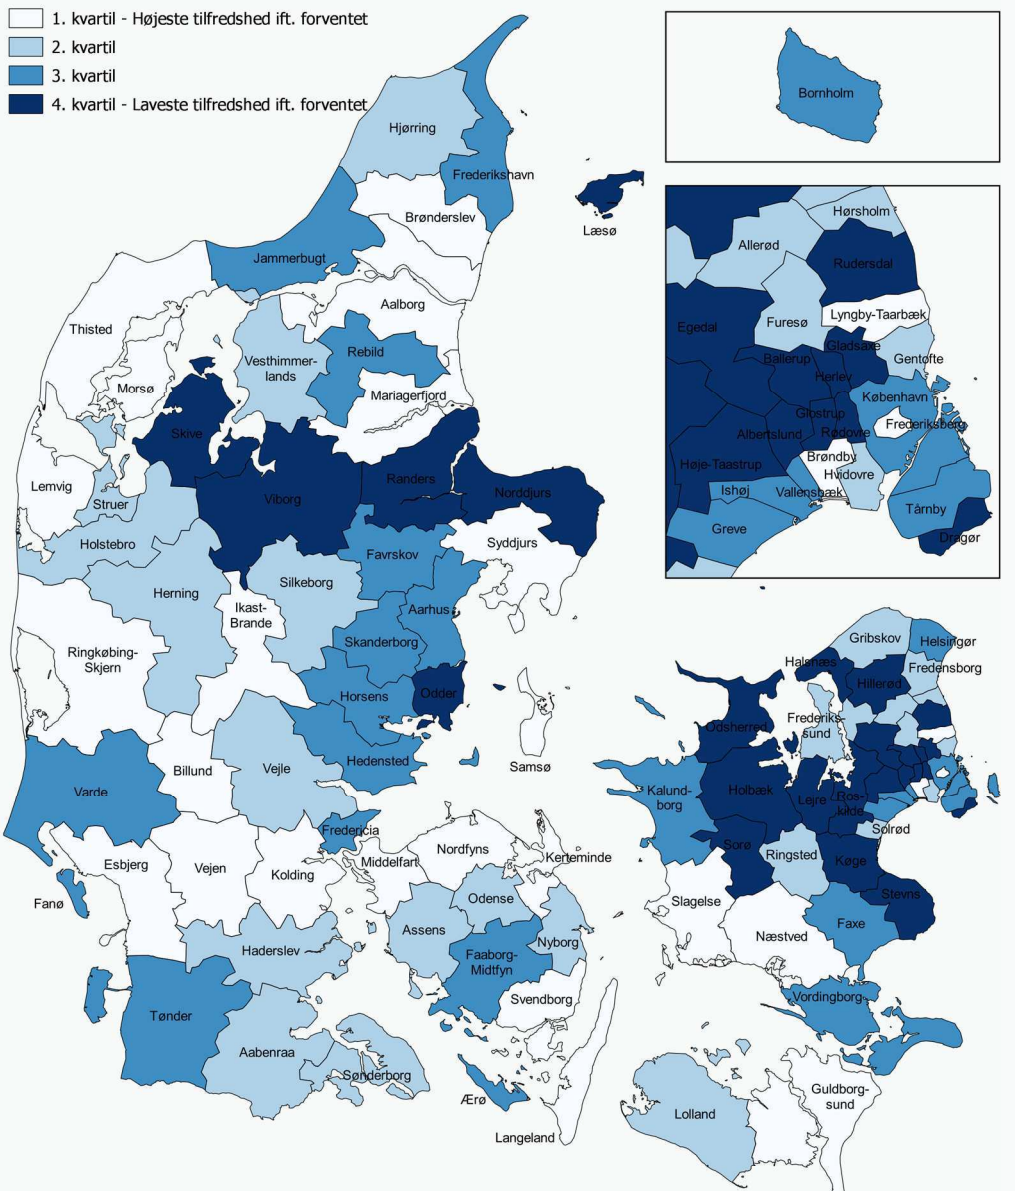 1. kvartil - Højeste tilfredshed ift. forventet
2. kvartil
3. kvartil
4. kvartil - Laveste tilfredshed ift. forventet
Bornholm
Hjørring
Frederikshavn
Brønderslev
Læsø
Jammerbugt
Aalborg
Thisted
Vesthimmer-
lands
Rebild
Morsø
Mariagerfjord
Skive
Lemvig
Viborg
Randers
Norddjurs
Struer
Holstebro
Favrskov
Syddjurs
Herning
Silkeborg
Ikast-
Brande
Aarhus
Skanderborg
Ringkøbing-
Skjern
Horsens
Odder
Samsø
Hedensted
Billund
Vejle
Varde
Fredericia
Esbjerg
Vejen
Kolding
Middelfart
Nordfyns
Kerteminde
Fanø
Odense
Assens
Nyborg
Haderslev
Faaborg-
Midtfyn
Svendborg
Tønder
Aabenraa
Sønderborg
Ærø
Langeland
Hørsholm
Allerød
Rudersdal
Lyngby-Taarbæk
Furesø
Egedal
Gladsaxe
Gentofte
Ballerup
Herlev
København
Glostrup
Frederiksberg
Albertslund
Rødovre
Brøndby
Høje-Taastrup
Hvidovre
Ishøj
Vallensbæk
Tårnby
Greve
Dragør
Gribskov
Helsingør
Halsnæs
Fredensborg
Hillerød
Odsherred
Frederiks-
sund
Kalund-
borg
Holbæk
Lejre
Ros-
kilde
Solrød
Sorø
Ringsted
Køge
Slagelse
Stevns
Næstved
Faxe
Vordingborg
Guldborg-
sund
Lolland